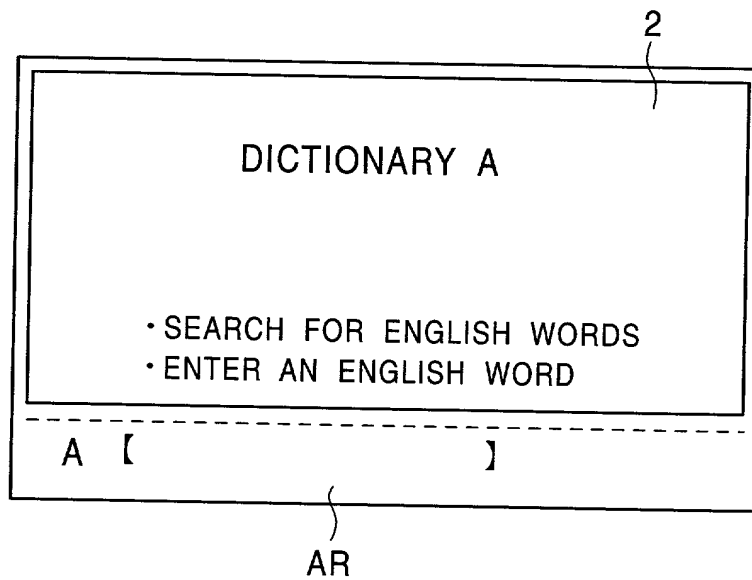 2
DICTIONARY A
・SEARCH FOR ENGLISH WORDS
・ENTER AN ENGLISH WORD
A 【 】
AR